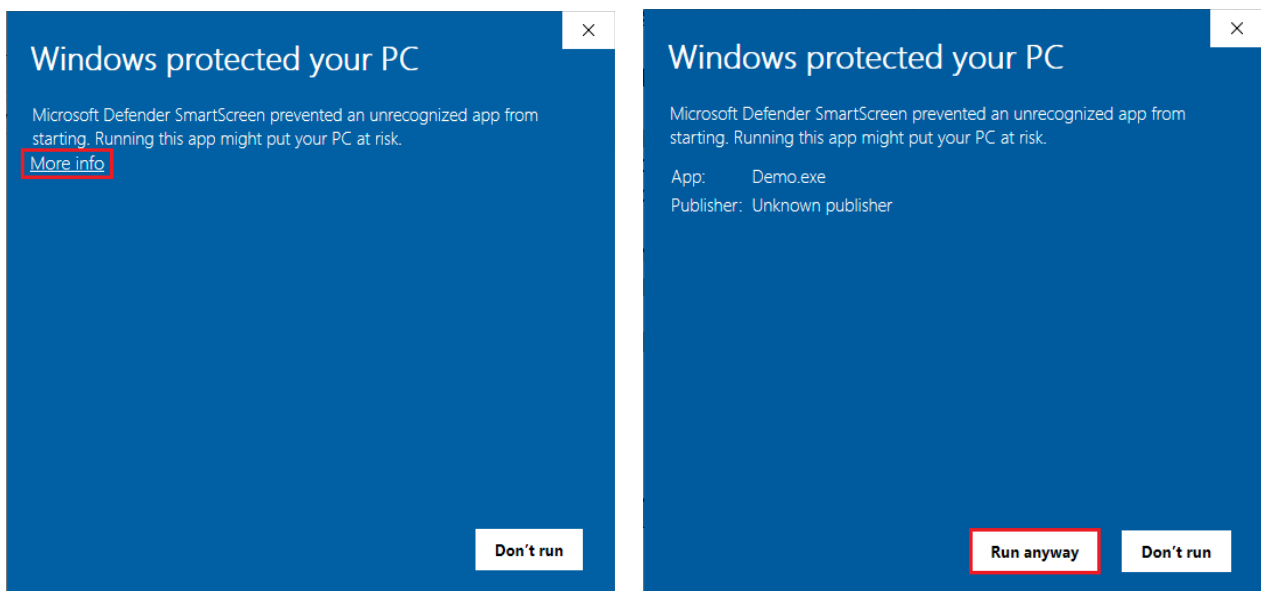 Windows protected your PC
Microsoft Defender SmartScreen prevented an unrecognized app from
starting. Running this app might put your PC at risk.
More info
Don't run
Windows protected your PC
Microsoft Defender SmartScreen prevented an unrecognized app from
starting. Running this app might put your PC at risk.
App: Demo.exe
Publisher: Unknown publisher
Run anyway Don't run